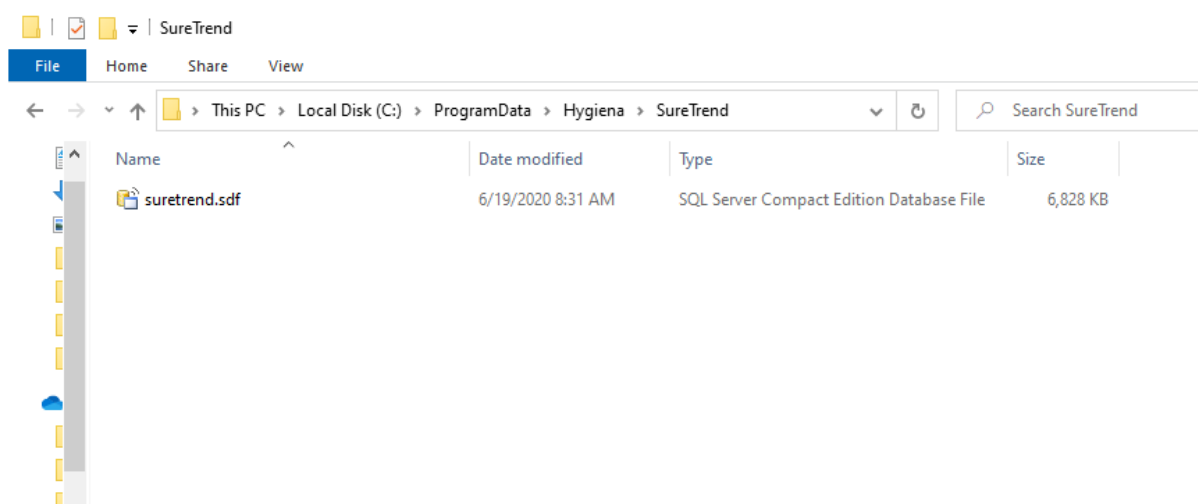 SureTrend
File Home Share View
This PC Local Disk (C:) ProgramData Hygiena SureTrend Search SureTrend
Name Date modified Type Size
suretrend.sdf 6/19/2020 8:31 AM SQL Server Compact Edition Database File 6,828 KB